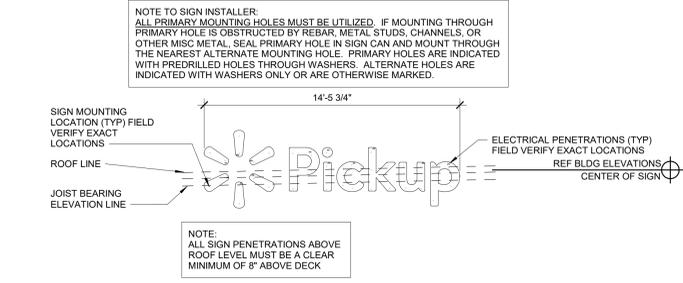 NOTE TO SIGN INSTALLER:
ALL PRIMARY MOUNTING HOLES MUST BE UTILIZED. IF MOUNTING THROUGH
PRIMARY HOLE IS OBSTRUCTED BY REBAR, METAL STUDS, CHANNELS, OR
OTHER MISC METAL, SEAL PRIMARY HOLE IN SIGN CAN AND MOUNT THROUGH
THE NEAREST ALTERNATE MOUNTING HOLE. PRIMARY HOLES ARE INDICATED
WITH PREDRILLED HOLES THROUGH WASHERS. ALTERNATE HOLES ARE
INDICATED WITH WASHERS ONLY OR ARE OTHERWISE MARKED.
14'-5 3/4"
SIGN MOUNTING
LOCATION (TYP) FIELD
VERIFY EXACT
LOCATIONS
ROOF LINE
JOIST BEARING
ELEVATION LINE
Pickup
ELECTRICAL PENETRATIONS (TYP)
FIELD VERIFY EXACT LOCATIONS
REF BLDG ELEVATIONS
CENTER OF SIGN
NOTE:
ALL SIGN PENETRATIONS ABOVE
ROOF LEVEL MUST BE A CLEAR
MINIMUM OF 8" ABOVE DECK